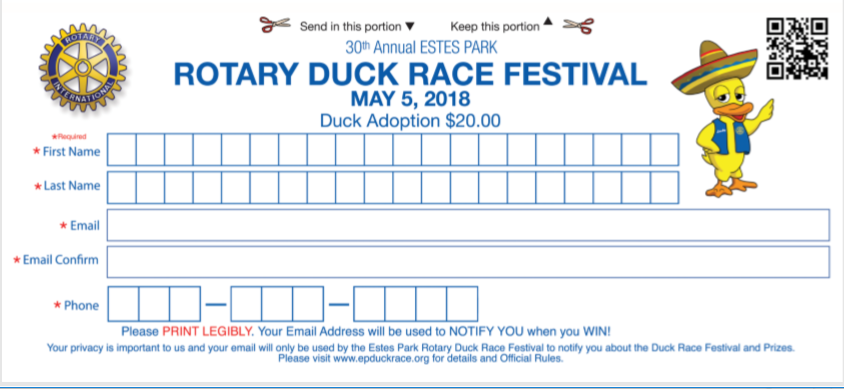 Send in this portion ▼ Keep this portion ▲
30th Annual ESTES PARK
ROTARY DUCK RACE FESTIVAL
MAY 5, 2018
Duck Adoption $20.00
ROTARY
INTERNATIONAL
*Required
* First Name
* Last Name
* Email
* Email Confirm
* Phone
Please PRINT LEGIBLY. Your Email Address will be used to NOTIFY YOU when you WIN!
Your privacy is important to us and your email will only be used by the Estes Park Rotary Duck Race Festival to notify you about the Duck Race Festival and Prizes.
Please visit www.epduckrace.org for details and Official Rules.